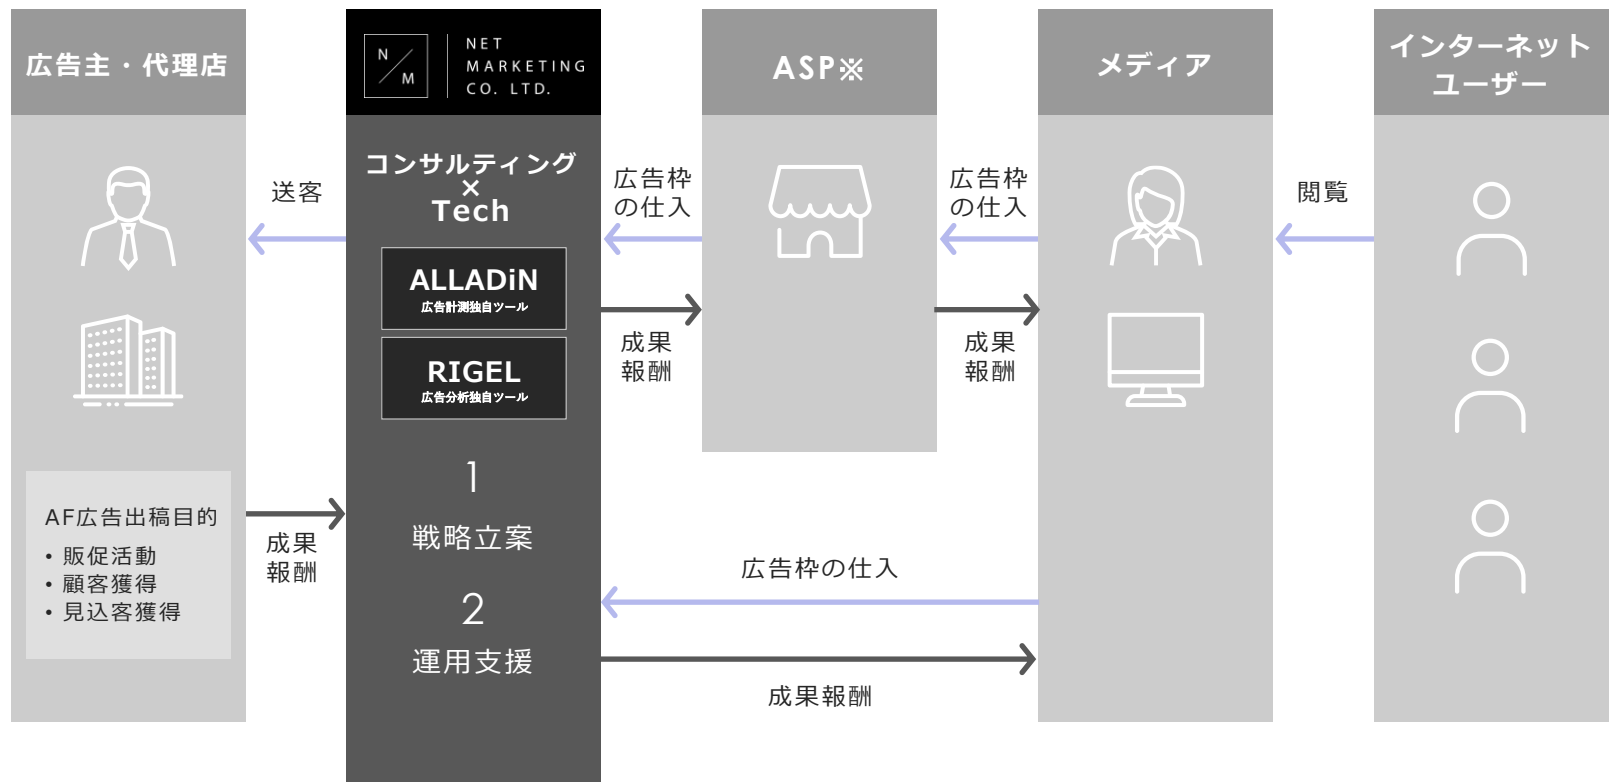 広告主・代理店
N
M
NET
MARKETING
CO. LTD.
ASP※
メディア
インターネット
ユーザー
送客
コンサルティング
×
Tech
ALLADiN
広告計測独自ツール
RIGEL
広告分析独自ツール
1
戦略立案
2
運用支援
広告枠
の仕入
成果
報酬
広告枠
の仕入
成果
報酬
閲覧
AF広告出稿目的
• 販促活動
• 顧客獲得
• 見込客獲得
成果
報酬
広告枠の仕入
成果報酬